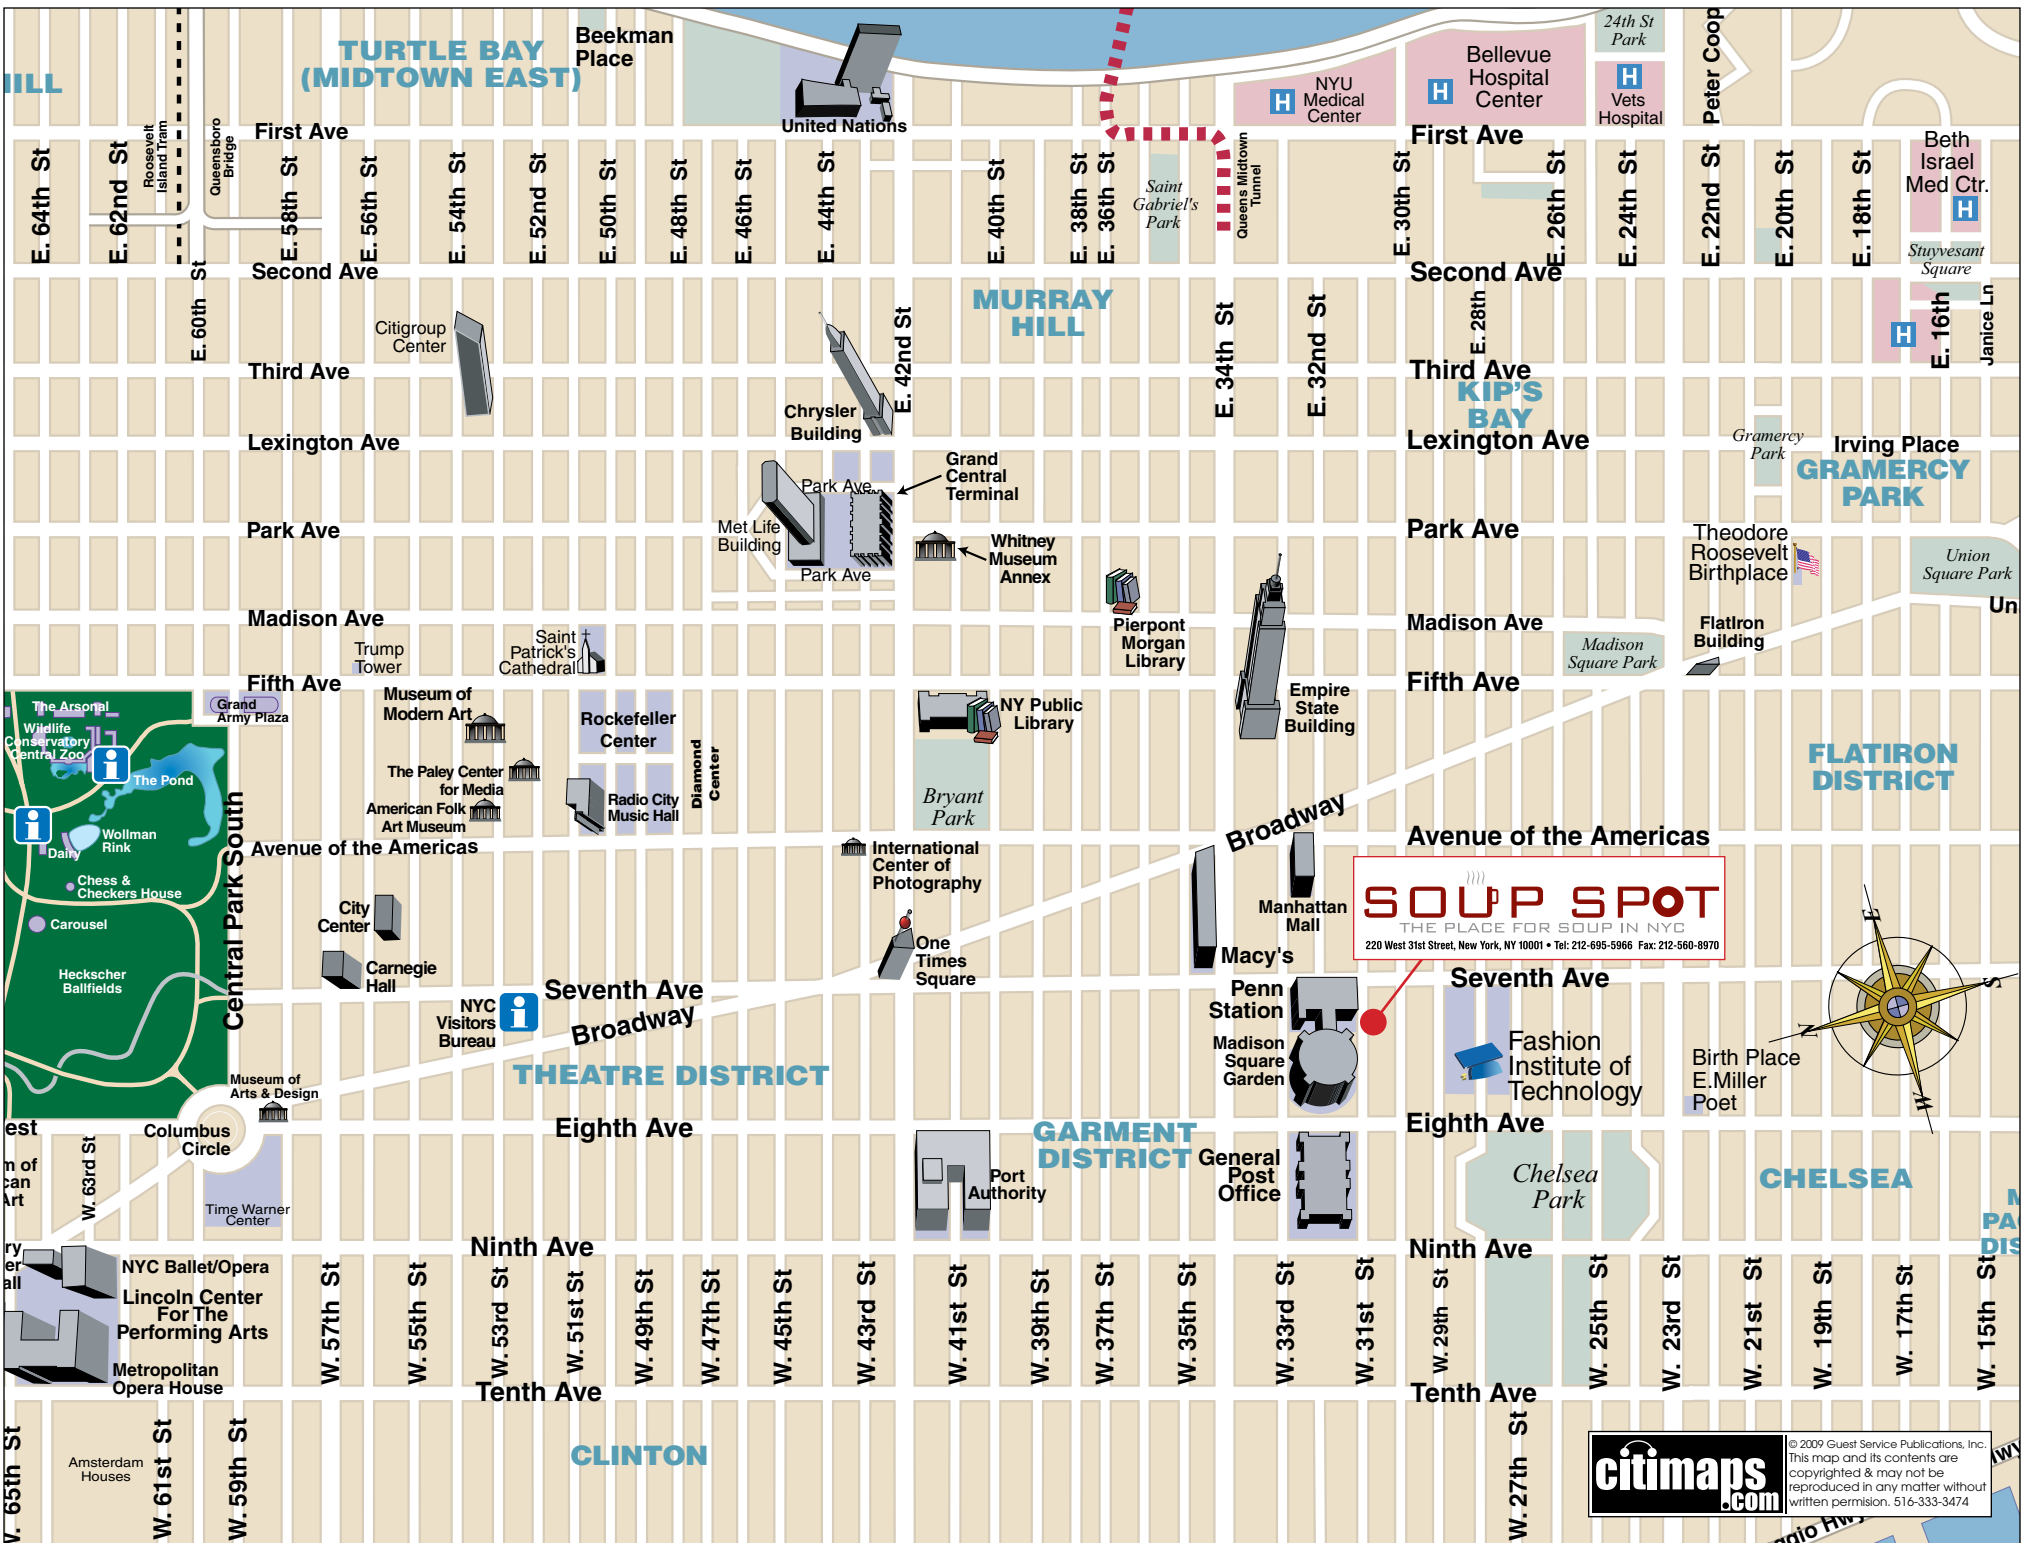 TURTLE BAY
(MIDTOWN EAST)
Beekman
Place
United Nations
NYU
Medical
Center
H
Bellevue
Hospital
Center
H
24th St
Park
H
Vets
Hospital
Peter Coop
HILL
First Ave
First Ave
E. 64th St
E. 62nd St
Roosevelt
Island Tram
Queensboro
Bridge
E. 58th St
E. 56th St
E. 54th St
E. 52nd St
E. 50th St
E. 48th St
E. 46th St
E. 44th St
E. 40th St
E. 38th St
E. 36th St
Saint
Gabriel's
Park
Queens Midtown
Tunnel
E. 30th St
E. 26th St
E. 24th St
E. 22nd St
E. 20th St
E. 18th St
Beth
Israel
Med Ctr.
H
Stuyvesant
Square
Second Ave
Second Ave
E. 60th St
Citigroup
Center
E. 42nd St
MURRAY
HILL
E. 34th St
E. 32nd St
E. 28th
H
E. 16th
Janice Ln
Third Ave
Third Ave
KIP'S
BAY
Chrysler
Building
Lexington Ave
Lexington Ave
Gramercy
Park
Irving Place
GRAMERCY
PARK
Grand
Central
Terminal
Park Ave
Met Life
Building
Park Ave
Park Ave
Park Ave
Whitney
Museum
Annex
Theodore
Roosevelt
Birthplace
Union
Square Park
Un
Pierpont
Morgan
Library
Madison Ave
Madison Ave
Madison
Square Park
FlatIron
Building
Trump
Tower
Saint
Patrick's
Cathedral
Fifth Ave
Fifth Ave
The Arsonal
Wildlife
Conservatory
Central Zoo
i
The Pond
i
Wollman
Rink
Dairy
Chess &
Checkers House
Carousel
Heckscher
Ballfields
Grand
Army Plaza
Central Park South
Museum of
Modern Art
The Paley Center
for Media
American Folk
Art Museum
Rockefeller
Center
Radio City
Music Hall
Diamond
Center
NY Public
Library
Bryant
Park
Empire
State
Building
FLATIRON
DISTRICT
Broadway
Avenue of the Americas
Avenue of the Americas
International
Center of
Photography
City
Center
Carnegie
Hall
One
Times
Square
Manhattan
Mall
Macy's
SOUP SPOT
THE PLACE FOR SOUP IN NYC
220 West 31st Street, New York, NY 10001 • Tel: 212-695-5966 Fax: 212-560-8970
Seventh Ave
Seventh Ave
Broadway
NYC
Visitors
Bureau
i
Penn
Station
Madison
Square
Garden
Fashion
Institute of
Technology
Birth Place
E.Miller
Poet
E
S
N
W
THEATRE DISTRICT
Museum of
Arts & Design
Columbus
Circle
Eighth Ave
Eighth Ave
est
m of
can
Art
W. 63rd St
Time Warner
Center
GARMENT
DISTRICT
Port
Authority
General
Post
Office
Chelsea
Park
CHELSEA
M
PAC
DIS
Ninth Ave
Ninth Ave
ry
er
all
NYC Ballet/Opera
Lincoln Center
For The
Performing Arts
Metropolitan
Opera House
W. 57th St
W. 55th St
W. 53rd St
W. 51st St
W. 49th St
W. 47th St
W. 45th St
W. 43rd St
W. 41st St
W. 39th St
W. 37th St
W. 35th St
W. 33rd St
W. 31st St
W. 29th St
W. 25th St
W. 23rd St
W. 21st St
W. 19th St
W. 17th St
W. 15th St
Tenth Ave
Tenth Ave
W. 65th St
Amsterdam
Houses
W. 61st St
W. 59th St
CLINTON
W. 27th St
citimaps
.com
© 2009 Guest Service Publications, Inc.
This map and its contents are
copyrighted & may not be
reproduced in any matter without
written permision. 516-333-3474
Hwy
ggio Hwy